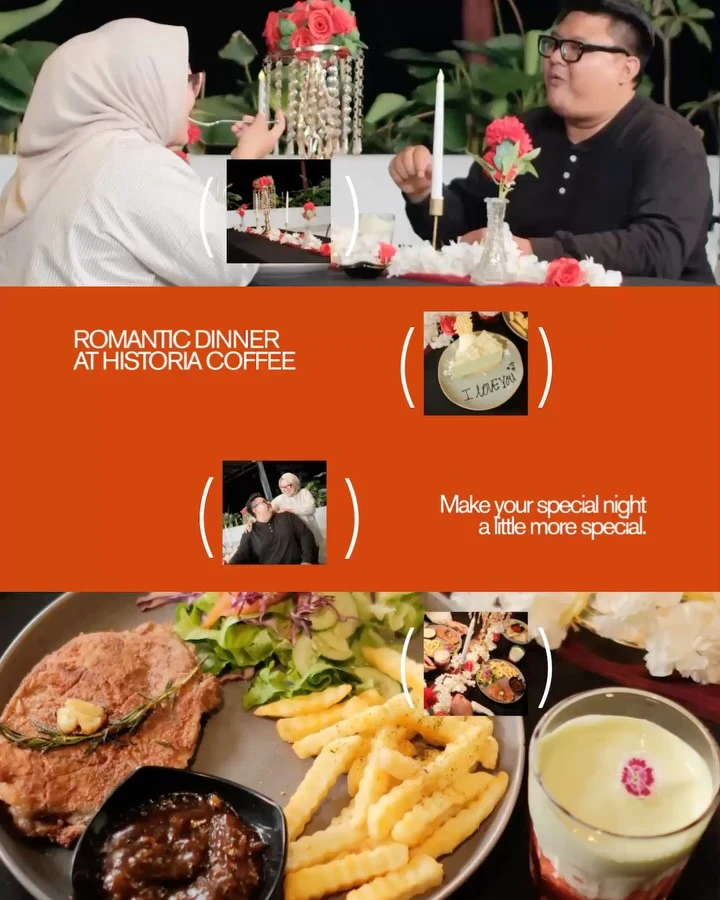 ROMANTIC DINNER
AT HISTORIA COFFEE
I LOVE YOU
Make your special night
a little more special.